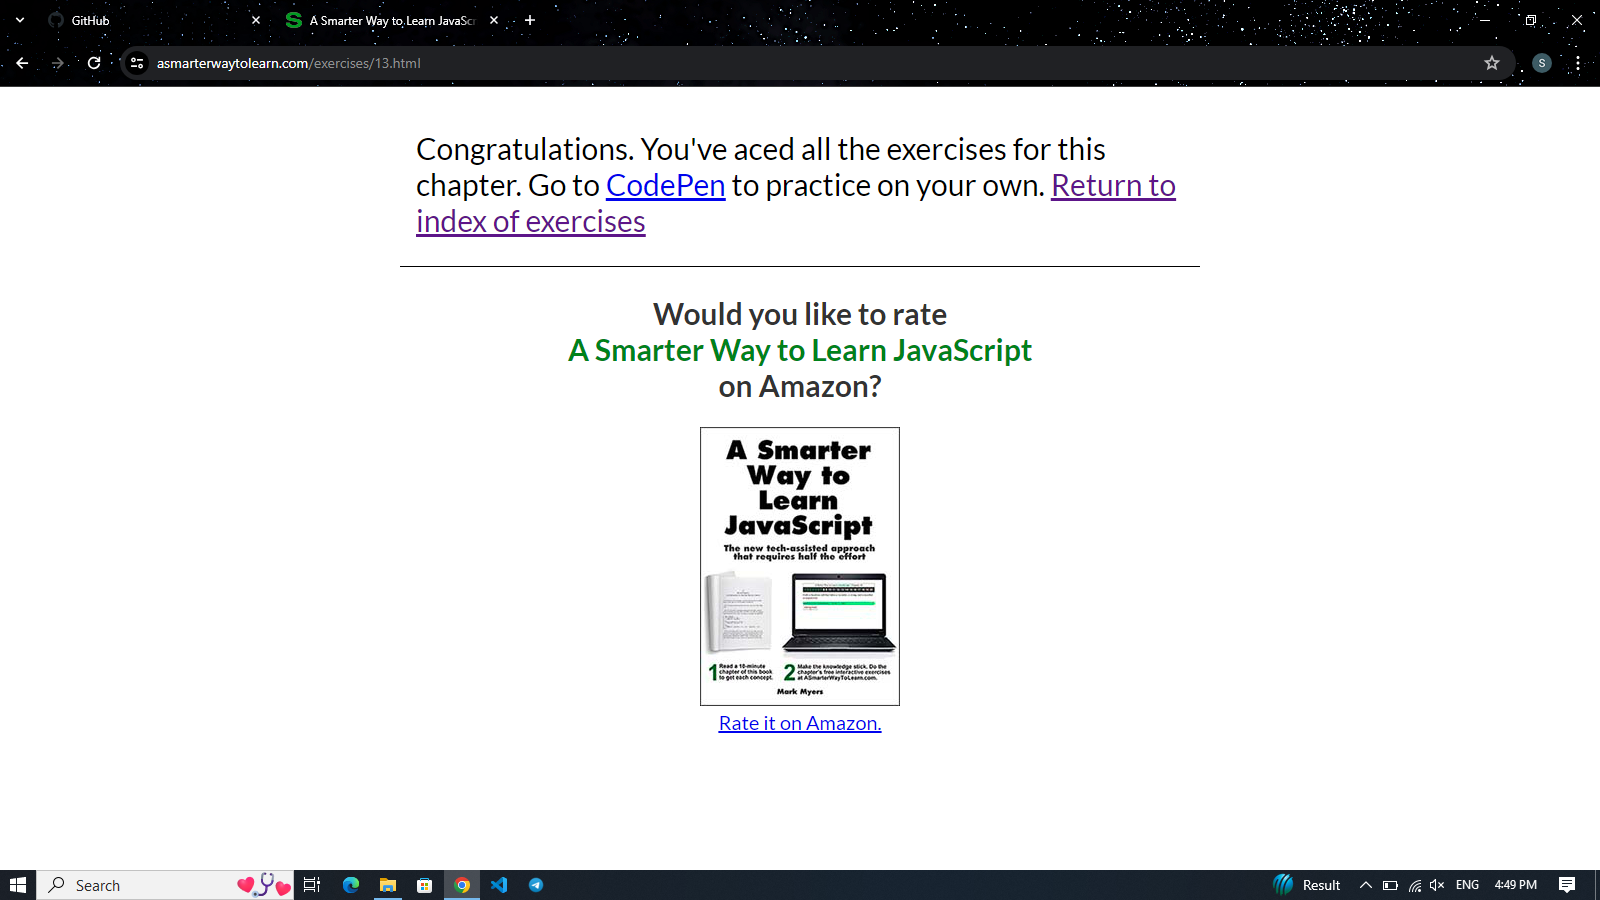 GitHub
A Smarter Way to Learn JavaSc
asmarterwaytolearn.com/exercises/13.html
S
Congratulations. You've aced all the exercises for this
chapter. Go to CodePen to practice on your own. Return to
index of exercises
Would you like to rate
A Smarter Way to Learn JavaScript
on Amazon?
A Smarter
Way to
Learn
JavaScript
The new tech-assisted approach
that requires half the effort
1 Read a 10-minute
chapter of this book
to get each concept.
2 Make the knowledge stick. Do the
chapter's free interactive exercises
at ASmarterWayToLearn.com.
Mark Myers
Rate it on Amazon.
Search
Result
ENG
4:49 PM